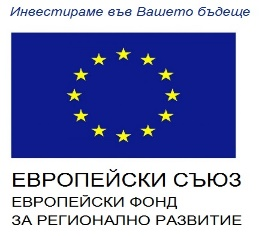 Инвестираме във Вашето бъдеще
ЕВРОПЕЙСКИ СЪЮЗ
ЕВРОПЕЙСКИ ФОНД
ЗА РЕГИОНАЛНО РАЗВИТИЕ